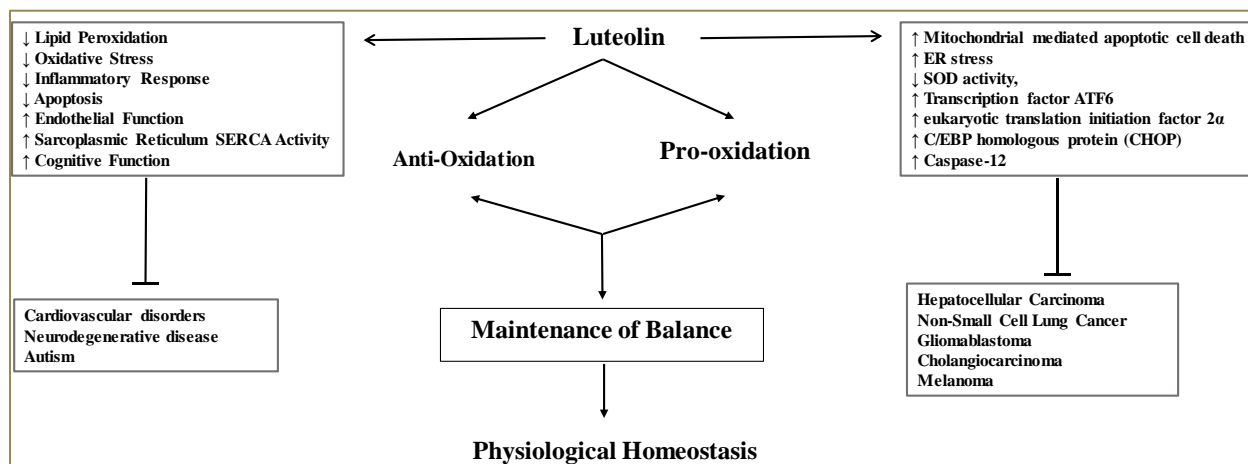 Luteolin
↓ Lipid Peroxidation
↓ Oxidative Stress
↓ Inflammatory Response
↓ Apoptosis
↑ Endothelial Function
↑ Sarcoplasmic Reticulum SERCA Activity
↑ Cognitive Function
↑ Mitochondrial mediated apoptotic cell death
↑ ER stress
↓ SOD activity,
↑ Transcription factor ATF6
↑ eukaryotic translation initiation factor 2α
↑ C/EBP homologous protein (CHOP)
↑ Caspase-12
Anti-Oxidation
Pro-oxidation
Cardiovascular disorders
Neurodegenerative disease
Autism
Maintenance of Balance
Hepatocellular Carcinoma
Non-Small Cell Lung Cancer
Gliomablastoma
Cholangiocarcinoma
Melanoma
Physiological Homeostasis